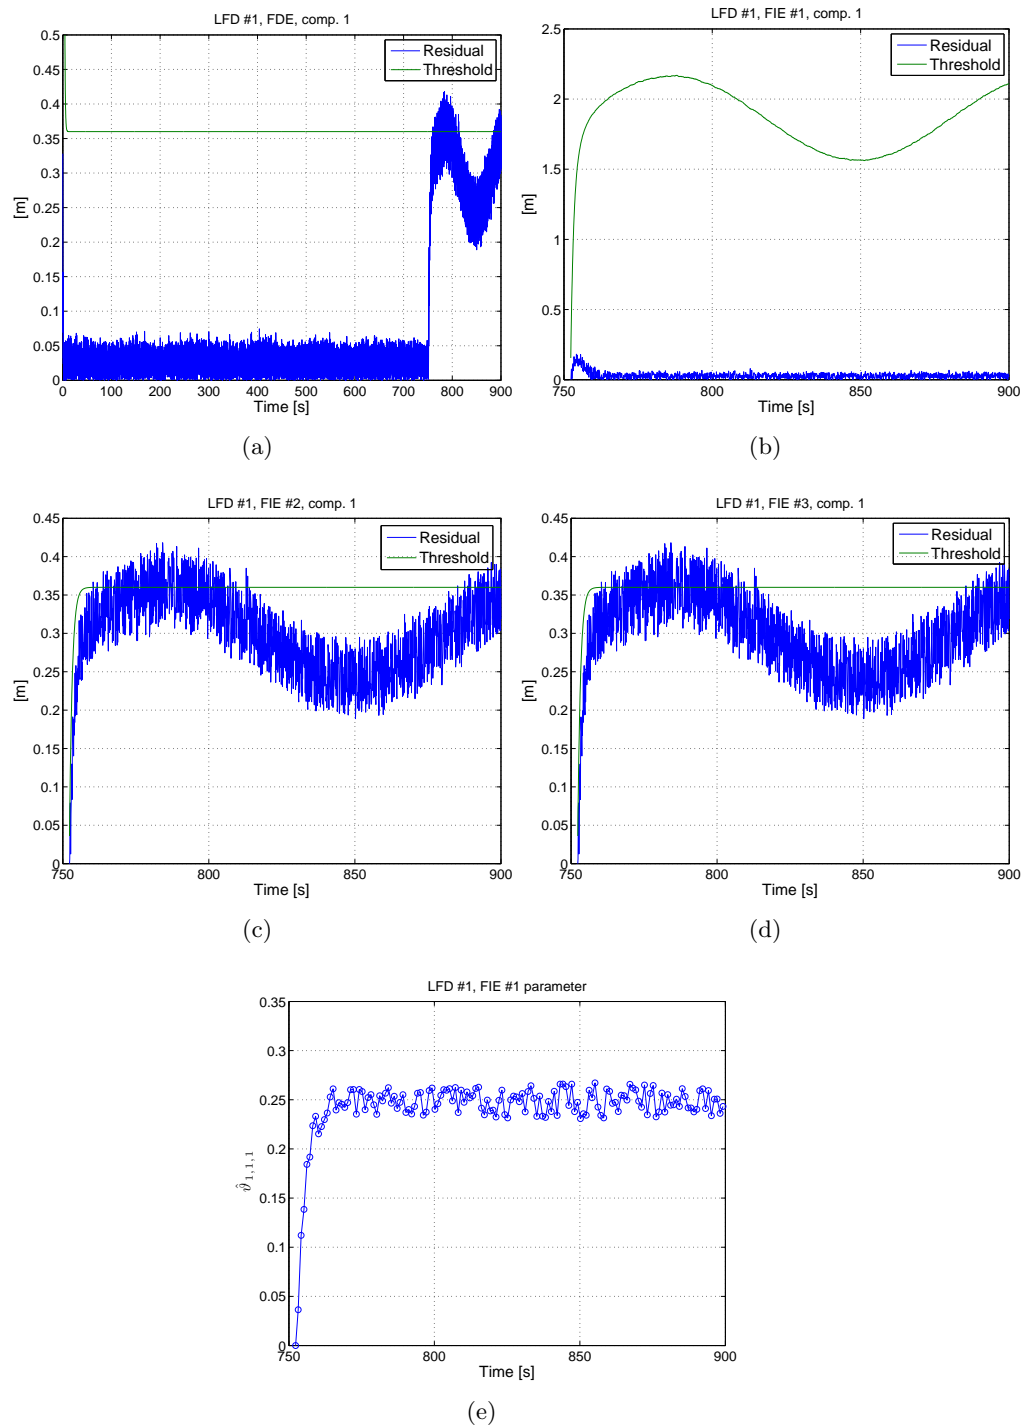 LFD #1, FDE, comp. 1
0.5
0.45
0.4
0.35
0.3
0.25
0.2
0.15
0.1
0.05
0
[m]
Residual
Threshold
0 100 200 300 400 500 600 700 800 900
Time [s]
(a)
LFD #1, FIE #1, comp. 1
2.5
2
1.5
1
0.5
0
[m]
Residual
Threshold
750 800 850 900
Time [s]
(b)
LFD #1, FIE #2, comp. 1
0.45
0.4
0.35
0.3
0.25
0.2
0.15
0.1
0.05
0
[m]
Residual
Threshold
750 800 850 900
Time [s]
(c)
LFD #1, FIE #3, comp. 1
0.45
0.4
0.35
0.3
0.25
0.2
0.15
0.1
0.05
0
[m]
Residual
Threshold
750 800 850 900
Time [s]
(d)
LFD #1, FIE #1 parameter
0.35
0.3
0.25
0.2
0.15
0.1
0.05
0
ϑ̂1,1,1
750 800 850 900
Time [s]
(e)